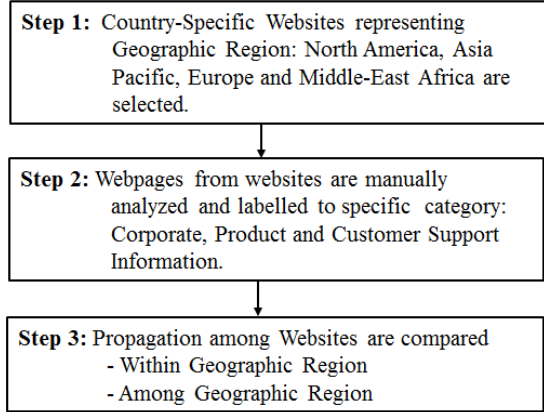 Step 1: Country-Specific Websites representing
Geographic Region: North America, Asia
Pacific, Europe and Middle-East Africa are
selected.
Step 2: Webpages from websites are manually
analyzed and labelled to specific category:
Corporate, Product and Customer Support
Information.
Step 3: Propagation among Websites are compared
- Within Geographic Region
- Among Geographic Region